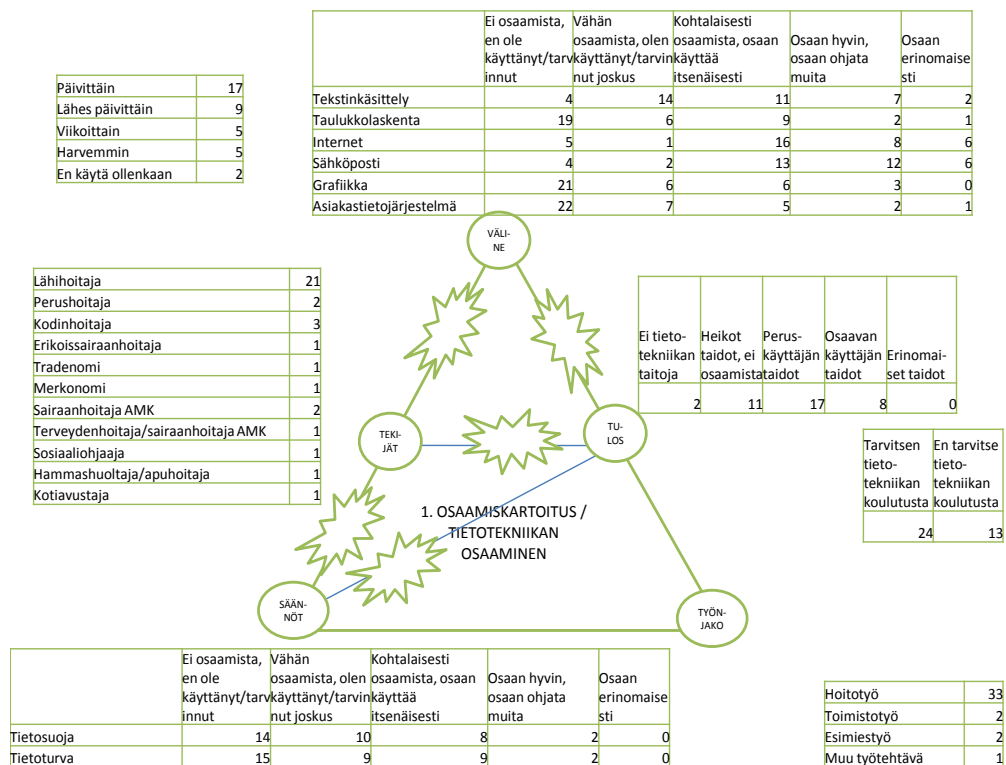 Ei osaamista, en ole käyttänyt/tarvinnut
Vähän osaamista, olen käyttänyt/tarvinnut joskus
Kohtalaisesti osaamista, osaan käyttää itsenäisesti
Osaan hyvin, osaan ohjata muita
Osaan erinomaisesti
Tekstinkäsittely 4 14 11 7 2
Taulukkolaskenta 19 6 9 2 1
Internet 5 1 16 8 6
Sähköposti 4 2 13 12 6
Grafiikka 21 6 6 3 0
Asiakastietojärjestelmä 22 7 5 2 1
Päivittäin 17
Lähes päivittäin 9
Viikoittain 5
Harvemmin 5
En käytä ollenkaan 2
VÄLI-
NE
Lähihoitaja 21
Perushoitaja 2
Kodinhoitaja 3
Erikoissairaanhoitaja 1
Tradenomi 1
Merkonomi 1
Sairaanhoitaja AMK 2
Terveydenhoitaja/sairaanhoitaja AMK 1
Sosiaaliohjaaja 1
Hammashuoltaja/apuhoitaja 1
Kotiavustaja 1
Ei tieto-
tekniikan
taitoja
Heikot
taidot, ei
osaamista
Perus-
käyttäjän
taidot
Osaavan
käyttäjän
taidot
Erinomai-
set taidot
2 11 17 8 0
TEKI-
JÄT
TU-
LOS
Tarvitsen
tieto-
tekniikan
koulutusta
En tarvitse
tieto-
tekniikan
koulutusta
24 13
1. OSAAMISKARTOITUS /
TIETOTEKNIIKAN
OSAAMINEN
SÄÄN-
NÖT
TYÖN-
JAKO
Ei osaamista, en ole käyttänyt/tarvinnut
Vähän osaamista, olen käyttänyt/tarvinnut joskus
Kohtalaisesti osaamista, osaan käyttää itsenäisesti
Osaan hyvin, osaan ohjata muita
Osaan erinomaisesti
Tietosuoja 14 10 8 2 0
Tietoturva 15 9 9 2 0
Hoitotyö 33
Toimistotyö 2
Esimiestyö 2
Muu työtehtävä 1